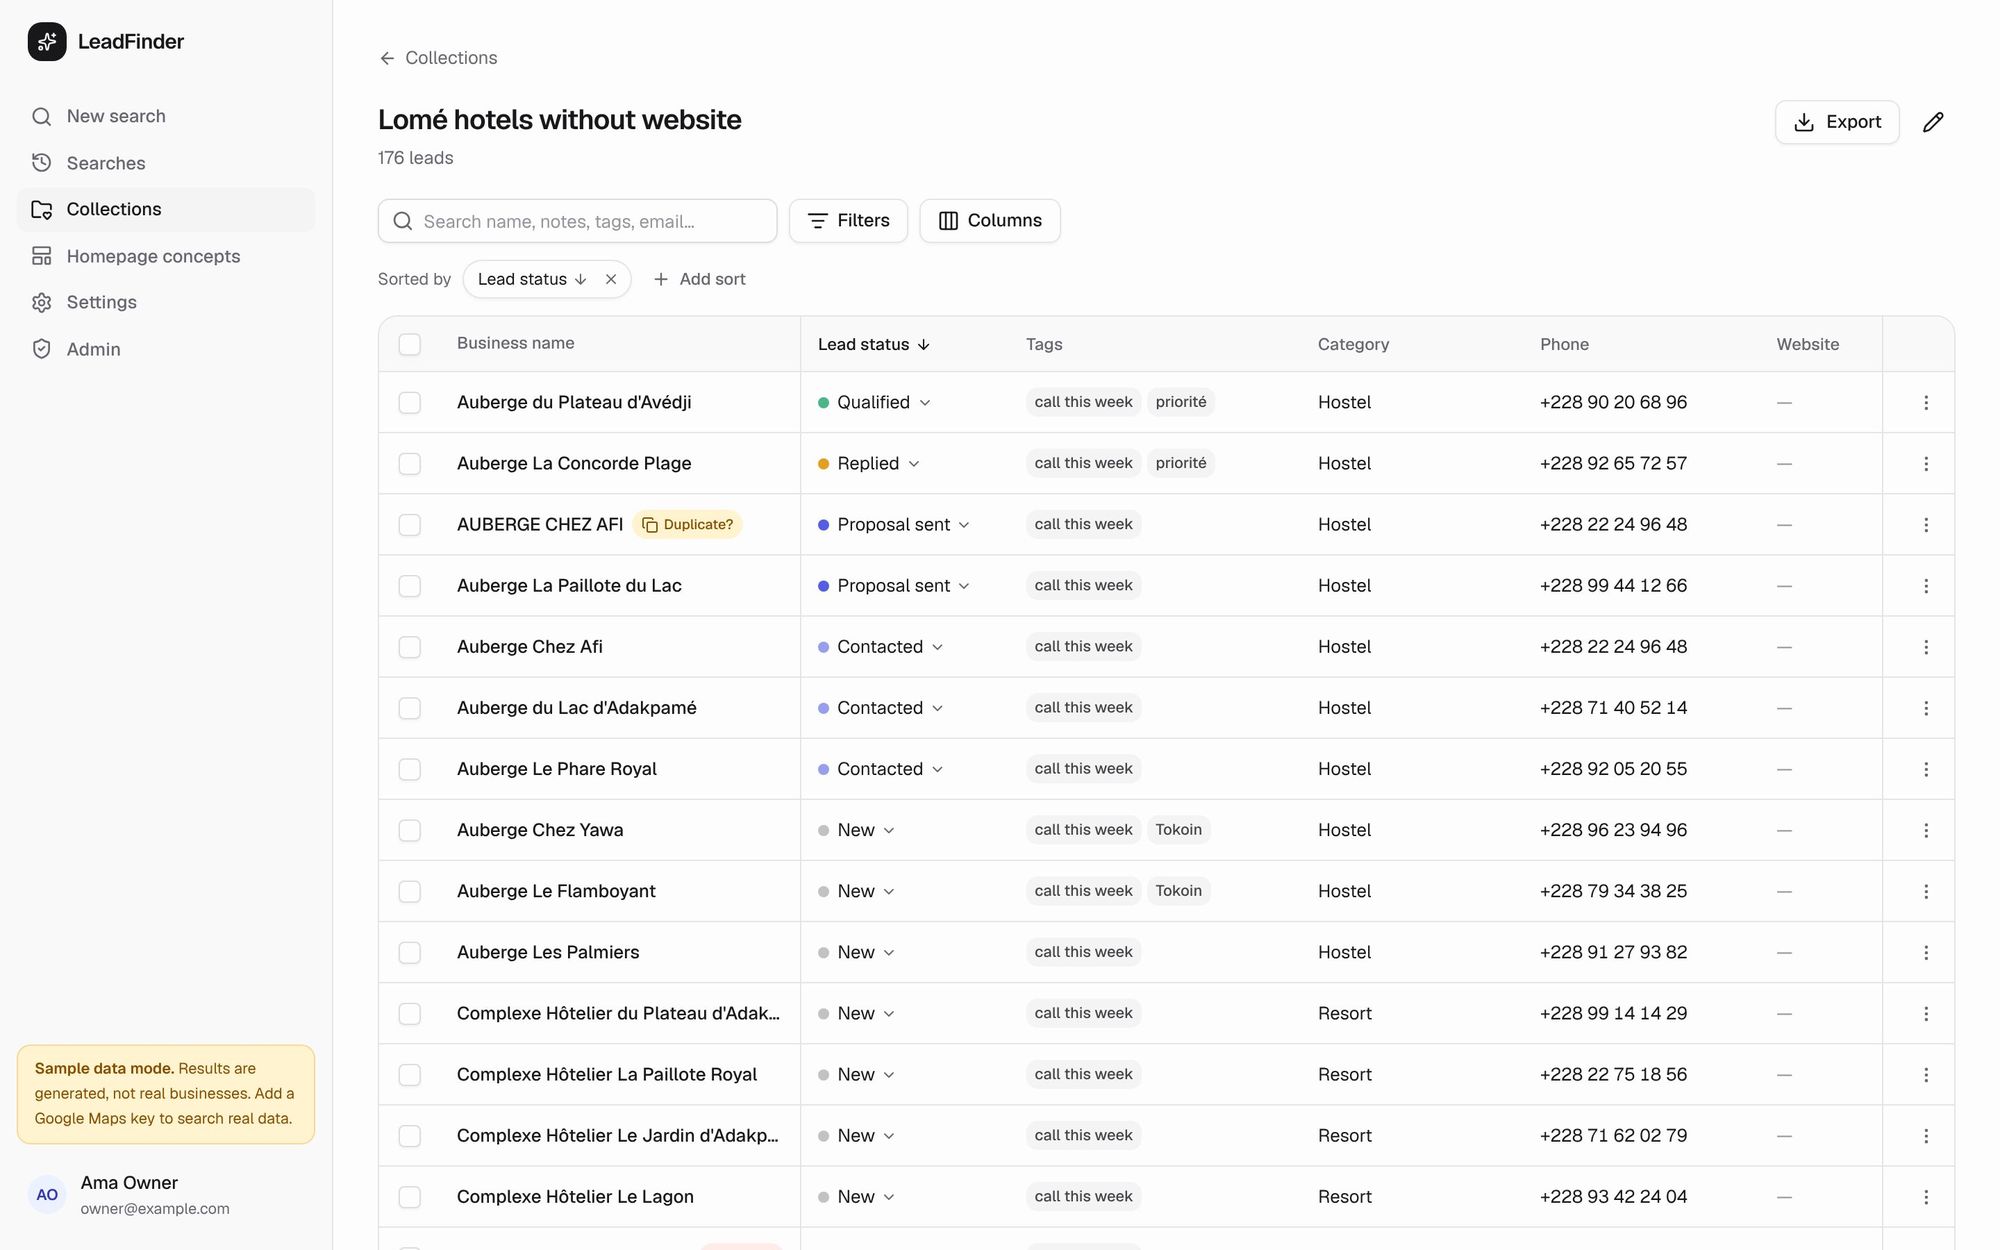 LeadFinder
New search
Searches
Collections
Homepage concepts
Settings
Admin
Sample data mode. Results are
generated, not real businesses. Add a
Google Maps key to search real data.
AO
Ama Owner
owner@example.com
← Collections
Lomé hotels without website
176 leads
Export
Search name, notes, tags, email...
Filters
Columns
Sorted by Lead status ↓ × + Add sort
Business name Lead status ↓ Tags Category Phone Website
Auberge du Plateau d'Avédji Qualified call this week priorité Hostel +228 90 20 68 96 —
Auberge La Concorde Plage Replied call this week priorité Hostel +228 92 65 72 57 —
AUBERGE CHEZ AFI Duplicate? Proposal sent call this week Hostel +228 22 24 96 48 —
Auberge La Paillote du Lac Proposal sent call this week Hostel +228 99 44 12 66 —
Auberge Chez Afi Contacted call this week Hostel +228 22 24 96 48 —
Auberge du Lac d'Adakpamé Contacted call this week Hostel +228 71 40 52 14 —
Auberge Le Phare Royal Contacted call this week Hostel +228 92 05 20 55 —
Auberge Chez Yawa New call this week Tokoin Hostel +228 96 23 94 96 —
Auberge Le Flamboyant New call this week Tokoin Hostel +228 79 34 38 25 —
Auberge Les Palmiers New call this week Hostel +228 91 27 93 82 —
Complexe Hôtelier du Plateau d'Adak... New call this week Resort +228 99 14 14 29 —
Complexe Hôtelier La Paillote Royal New call this week Resort +228 22 75 18 56 —
Complexe Hôtelier Le Jardin d'Adakp... New call this week Resort +228 71 62 02 79 —
Complexe Hôtelier Le Lagon New call this week Resort +228 93 42 24 04 —